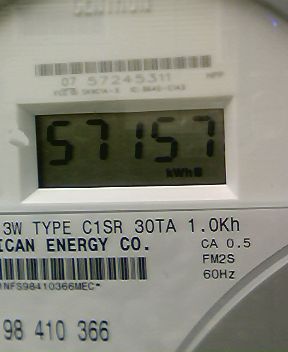 CENTRON
07 57245311
57157
kWh
3W TYPE C1SR 30TA 1.0Kh
ICAN ENERGY CO. CA 0.5
FM2S
60Hz
NFS98410366MEC*
98 410 366